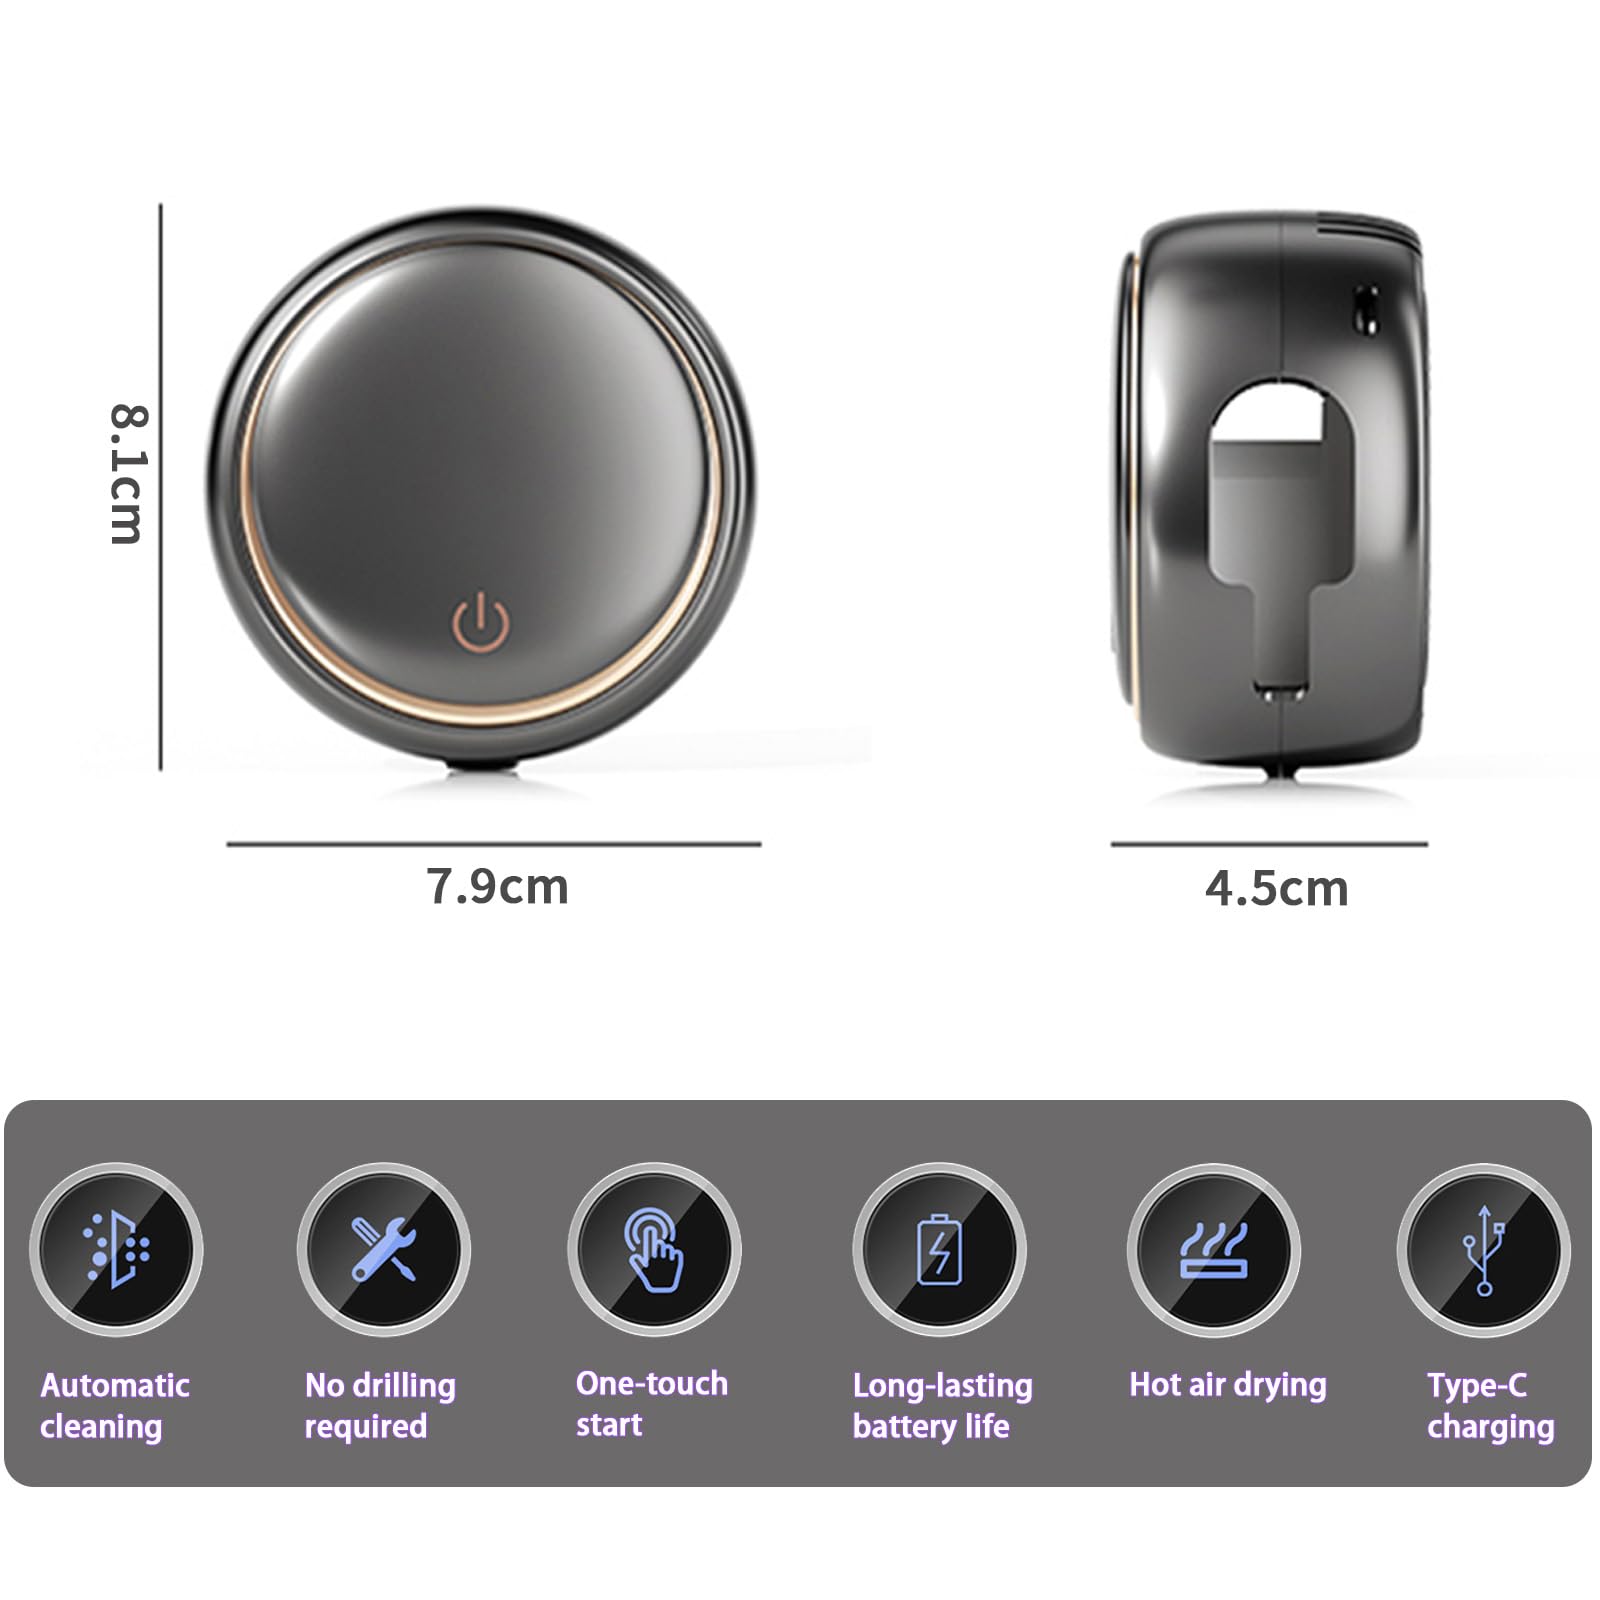 8.1cm
7.9cm
4.5cm
Automatic
cleaning
No drilling
required
One-touch
start
Long-lasting
battery life
Hot air drying
Type-C
charging